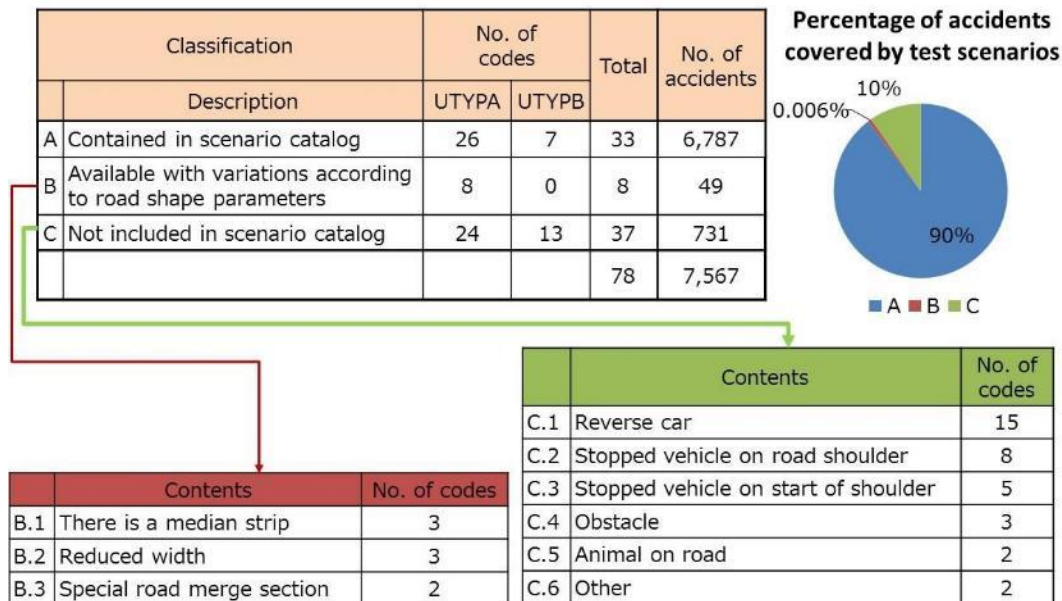 Classification
No. of
codes
Total
No. of
accidents
Description
UTYPA
UTYPB
A Contained in scenario catalog 26 7 33 6,787
B Available with variations according
to road shape parameters 8 0 8 49
C Not included in scenario catalog 24 13 37 731
78 7,567
Percentage of accidents
covered by test scenarios
10%
0.006%
90%
A B C
Contents No. of codes
B.1 There is a median strip 3
B.2 Reduced width 3
B.3 Special road merge section 2
Contents
No. of
codes
C.1 Reverse car 15
C.2 Stopped vehicle on road shoulder 8
C.3 Stopped vehicle on start of shoulder 5
C.4 Obstacle 3
C.5 Animal on road 2
C.6 Other 2